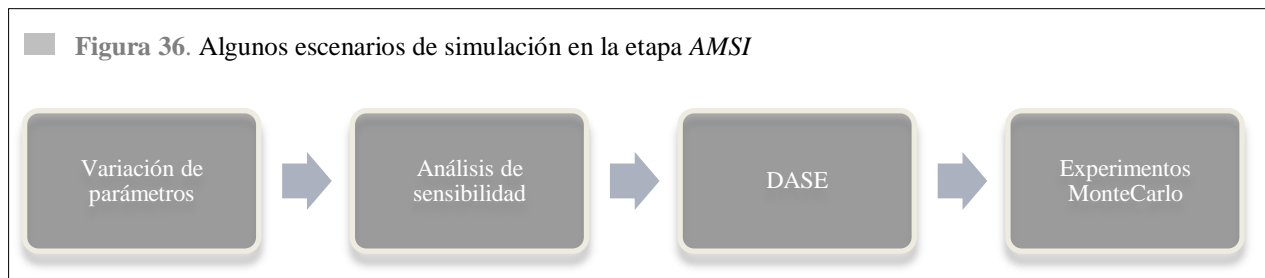 Figura 36. Algunos escenarios de simulación en la etapa AMSI
Variación de
parámetros
Análisis de
sensibilidad
DASE
Experimentos
MonteCarlo